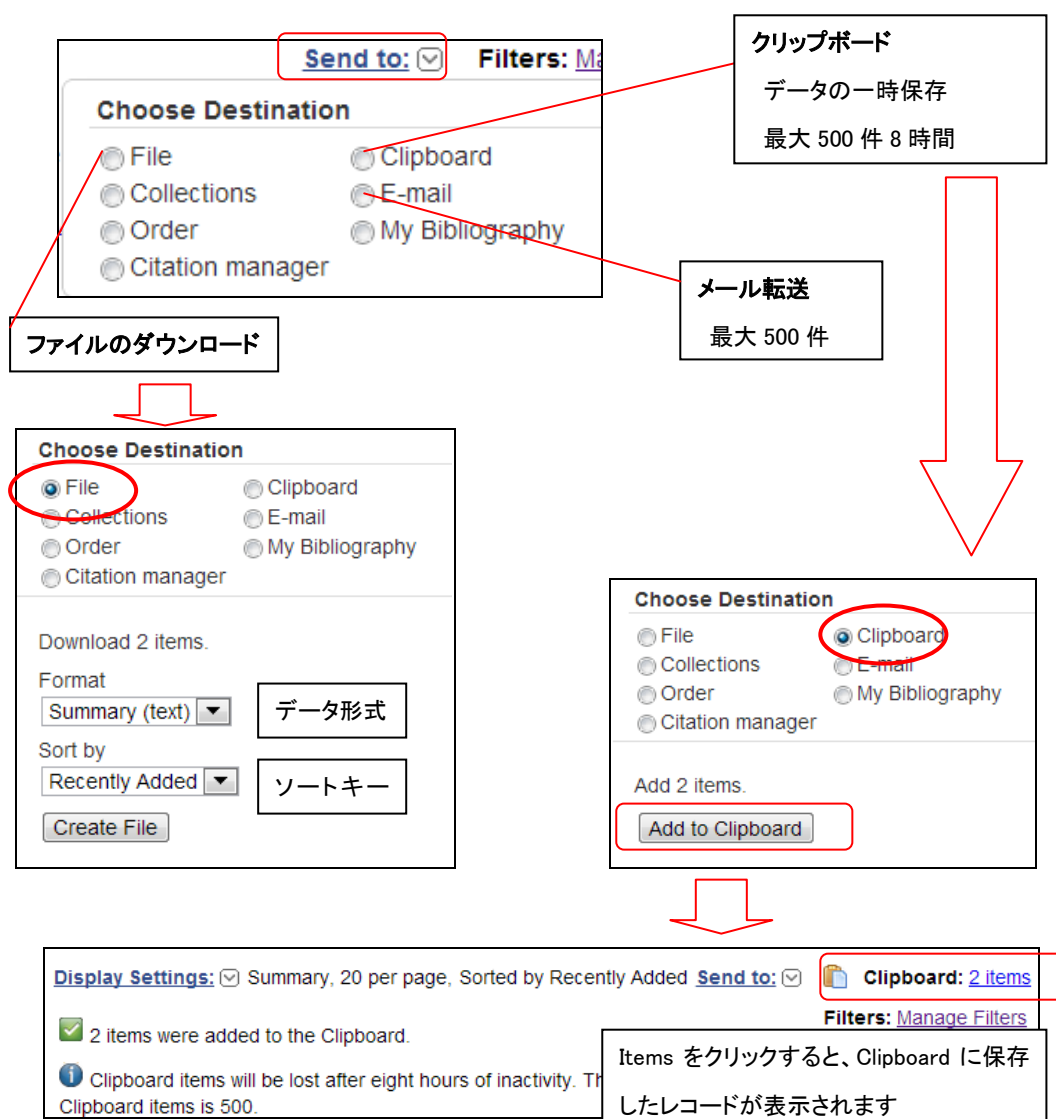 Send to: Filters: Ma
Choose Destination
File Clipboard
Collections E-mail
Order My Bibliography
Citation manager
クリップボード
データの一時保存
最大 500 件 8 時間
メール転送
最大 500 件
ファイルのダウンロード
Choose Destination
File Clipboard
Collections E-mail
Order My Bibliography
Citation manager
Download 2 items.
Format
Summary (text) データ形式
Sort by
Recently Added ソートキー
Create File
Choose Destination
File Clipboard
Collections E-mail
Order My Bibliography
Citation manager
Add 2 items.
Add to Clipboard
Display Settings: Summary, 20 per page, Sorted by Recently Added Send to: Clipboard: 2 items
Filters: Manage Filters
2 items were added to the Clipboard.
Clipboard items will be lost after eight hours of inactivity. Th
Clipboard items is 500.
Items をクリックすると、Clipboard に保存
したレコードが表示されます